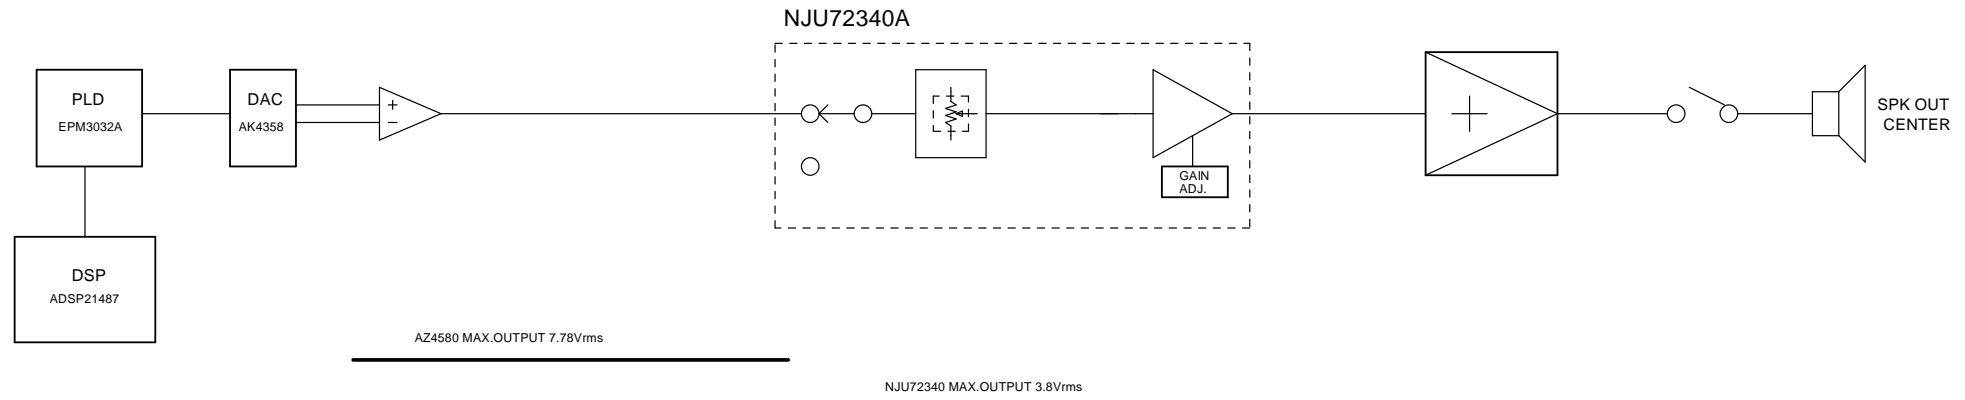 NJU72340A
PLD
EPM3032A
DAC
AK4358
+
−
GAIN
ADJ.
SPK OUT
CENTER
DSP
ADSP21487
AZ4580 MAX.OUTPUT 7.78Vrms
NJU72340 MAX.OUTPUT 3.8Vrms